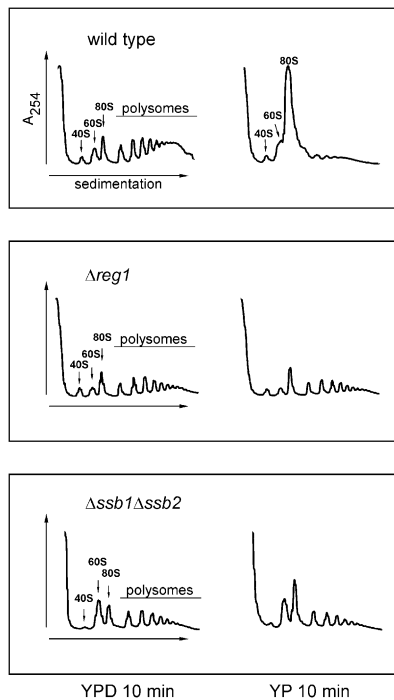 wild type
A254
40S
60S
80S
polysomes
sedimentation
40S
60S
80S
Δreg1
40S
60S
80S
polysomes
Δssb1Δssb2
40S
60S
80S
polysomes
YPD 10 min
YP 10 min